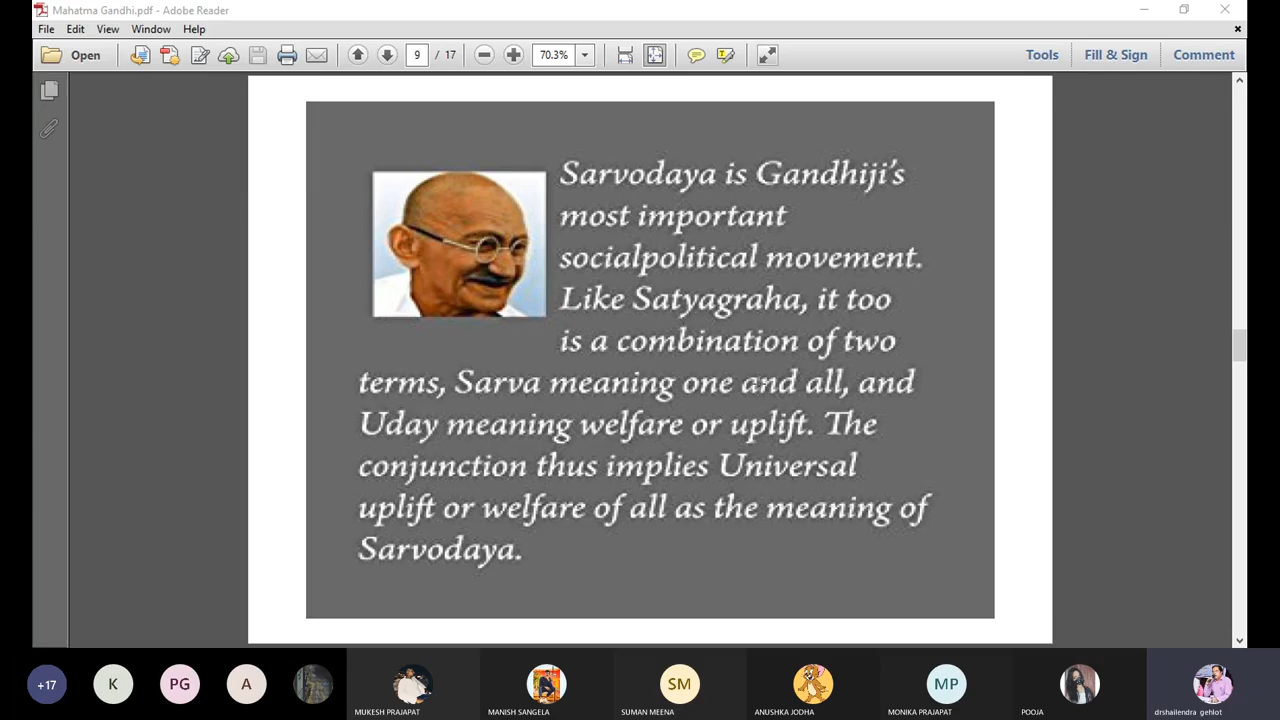 Mahatma Gandhi.pdf - Adobe Reader
File Edit View Window Help
Open 9 / 17 70.3% Tools Fill & Sign Comment
Sarvodaya is Gandhiji's
most important
socialpolitical movement.
Like Satyagraha, it too
is a combination of two
terms, Sarva meaning one and all, and
Uday meaning welfare or uplift. The
conjunction thus implies Universal
uplift or welfare of all as the meaning of
Sarvodaya.
+17 K PG A SM MP
MUKESH PRAJAPAT MANISH SANGELA SUMAN MEENA ANUSHKA JODHA MONIKA PRAJAPAT POOJA drshailendra gehlot